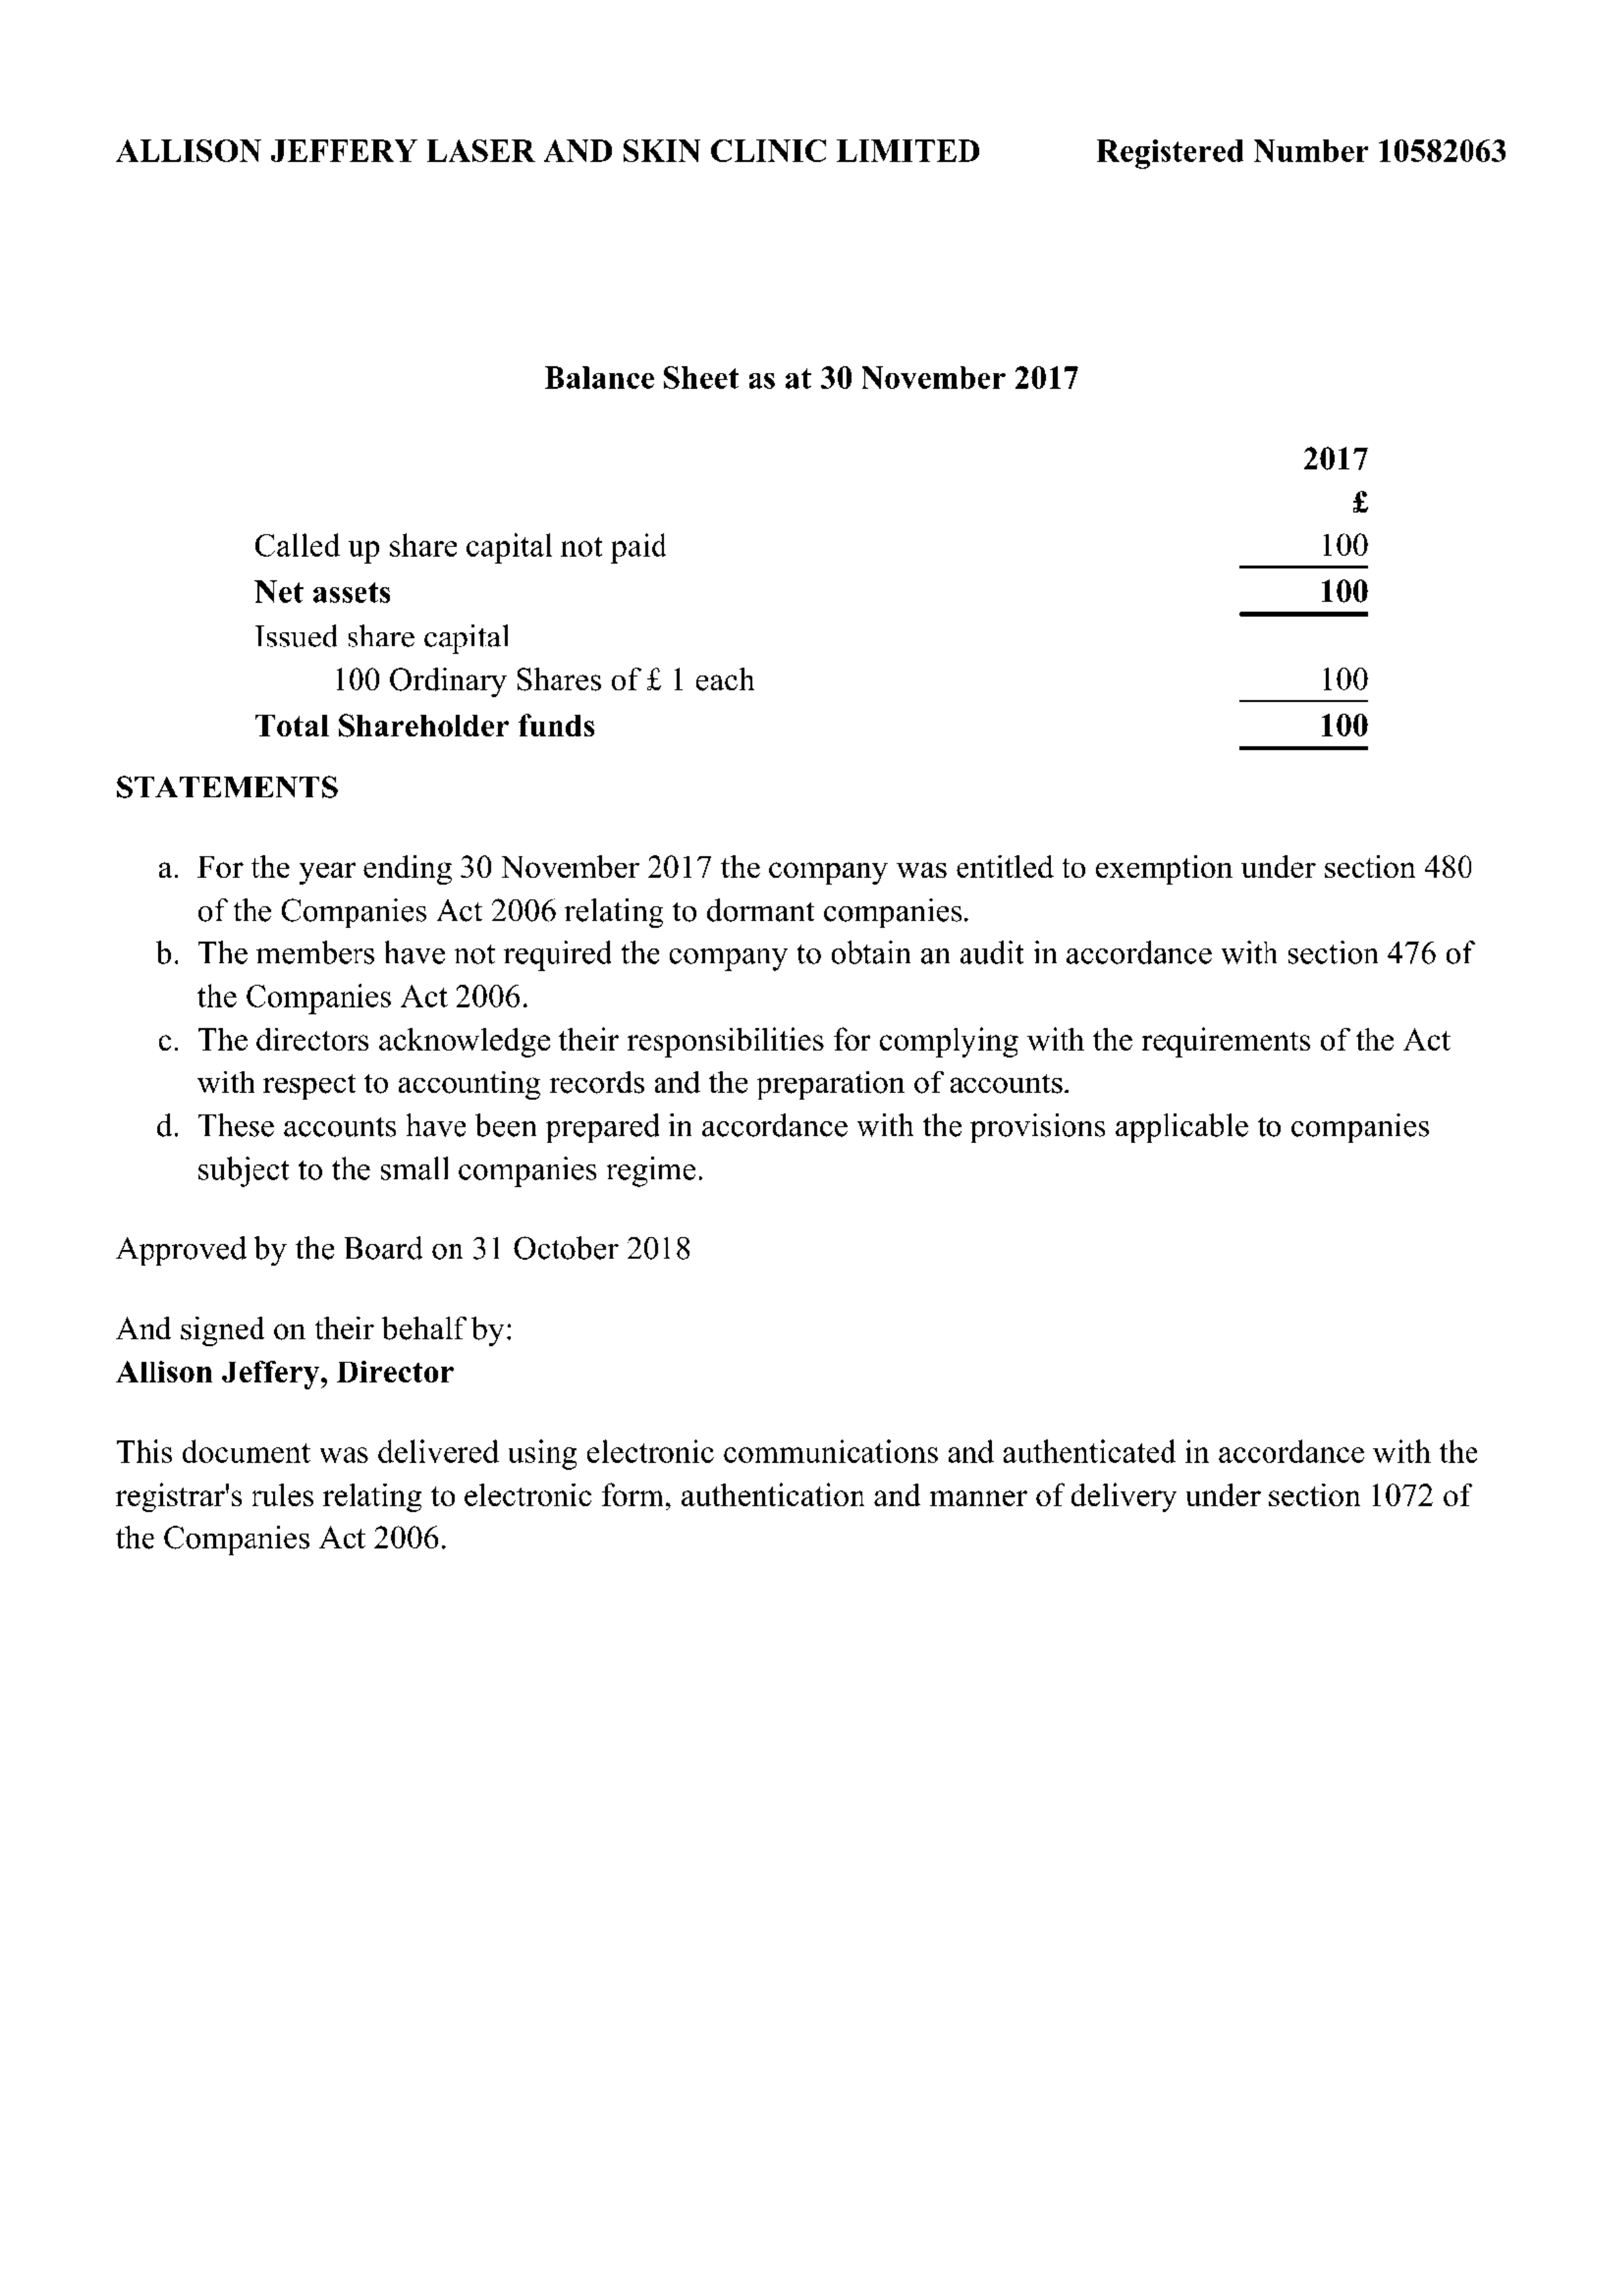 ALLISON JEFFERY LASER AND SKIN CLINIC LIMITED Registered Number 10582063
Balance Sheet as at 30 November 2017
2017
£
Called up share capital not paid 100
Net assets 100
Issued share capital
100 Ordinary Shares of £ 1 each 100
Total Shareholder funds 100
STATEMENTS
a. For the year ending 30 November 2017 the company was entitled to exemption under section 480
of the Companies Act 2006 relating to dormant companies.
b. The members have not required the company to obtain an audit in accordance with section 476 of
the Companies Act 2006.
c. The directors acknowledge their responsibilities for complying with the requirements of the Act
with respect to accounting records and the preparation of accounts.
d. These accounts have been prepared in accordance with the provisions applicable to companies
subject to the small companies regime.
Approved by the Board on 31 October 2018
And signed on their behalf by:
Allison Jeffery, Director
This document was delivered using electronic communications and authenticated in accordance with the
registrar's rules relating to electronic form, authentication and manner of delivery under section 1072 of
the Companies Act 2006.